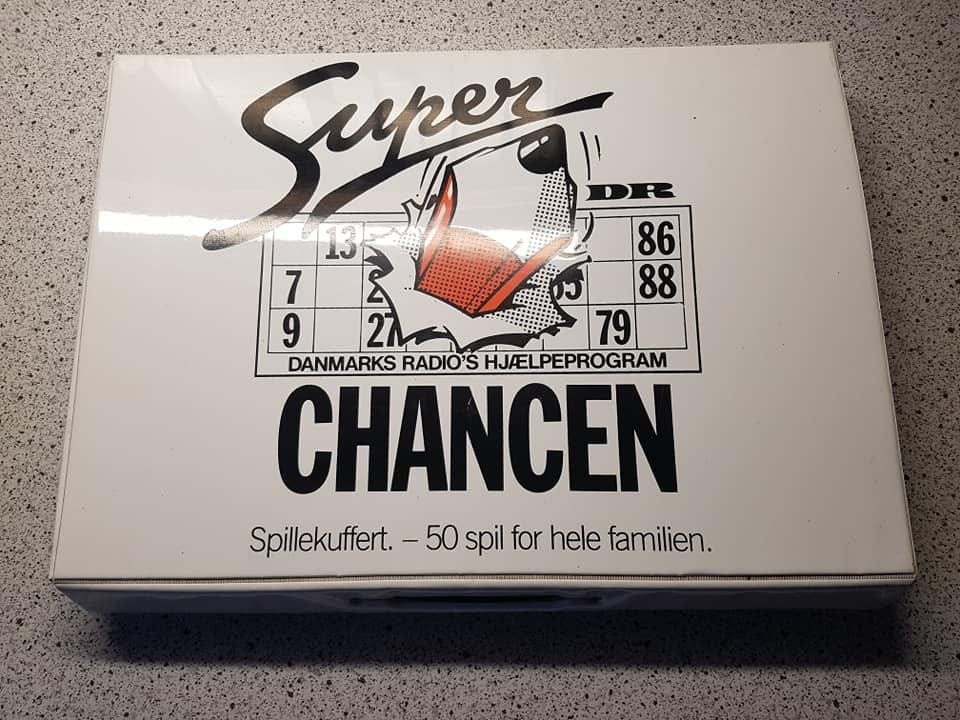 Super
DR
13 86
7 88
9 27 79
DANMARKS RADIO'S HJÆLPEPROGRAM
CHANCEN
Spillekuffert. – 50 spil for hele familien.